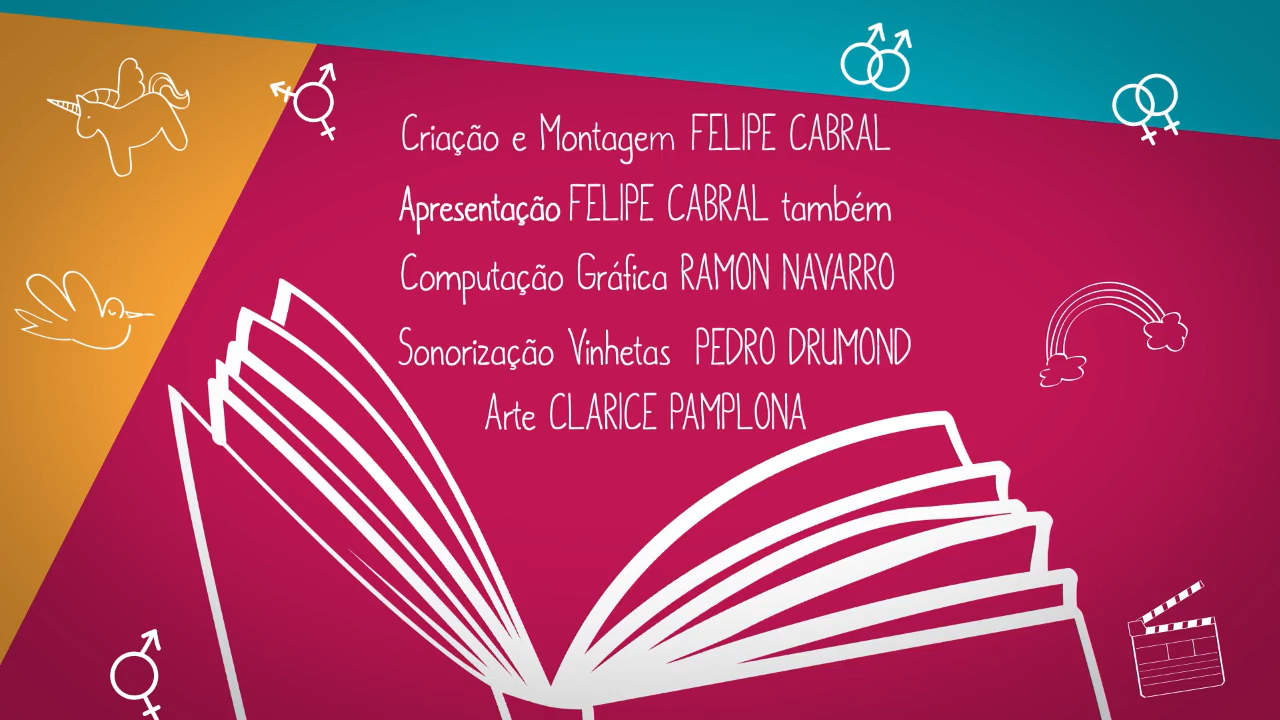 Criação e Montagem FELIPE CABRAL
Apresentação FELIPE CABRAL também
Computação Gráfica RAMON NAVARRO
Sonorização Vinhetas PEDRO DRUMOND
Arte CLARICE PAMPLONA